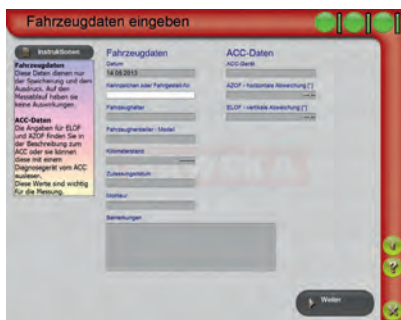 Fahrzeugdaten eingeben
Instruktionen
Fahrzeugdaten
Diese Daten dienen nur
der Speicherung und dem
Ausdruck. Auf den
Messablauf haben sie
keine Auswirkungen.
ACC-Daten
Die Angaben für ELOF
und AZOF finden Sie in
der Beschreibung zum
ACC oder sie können
diese mit einem
Diagnosegerät vom ACC
auslesen.
Diese Werte sind wichtig
für die Messung.
Fahrzeugdaten
Datum
14.08.2013
Kennzeichen oder Fahrgestell-Nr.
Fahrzeughalter
Fahrzeughersteller - Modell
Kilometerstand
Zulassungsdatum
Monteur
Bemerkungen
ACC-Daten
ACC-Gerät
AZOF - horizontale Abweichung [°]
--.--
ELOF - vertikale Abweichung [°]
--.--
Weiter
?